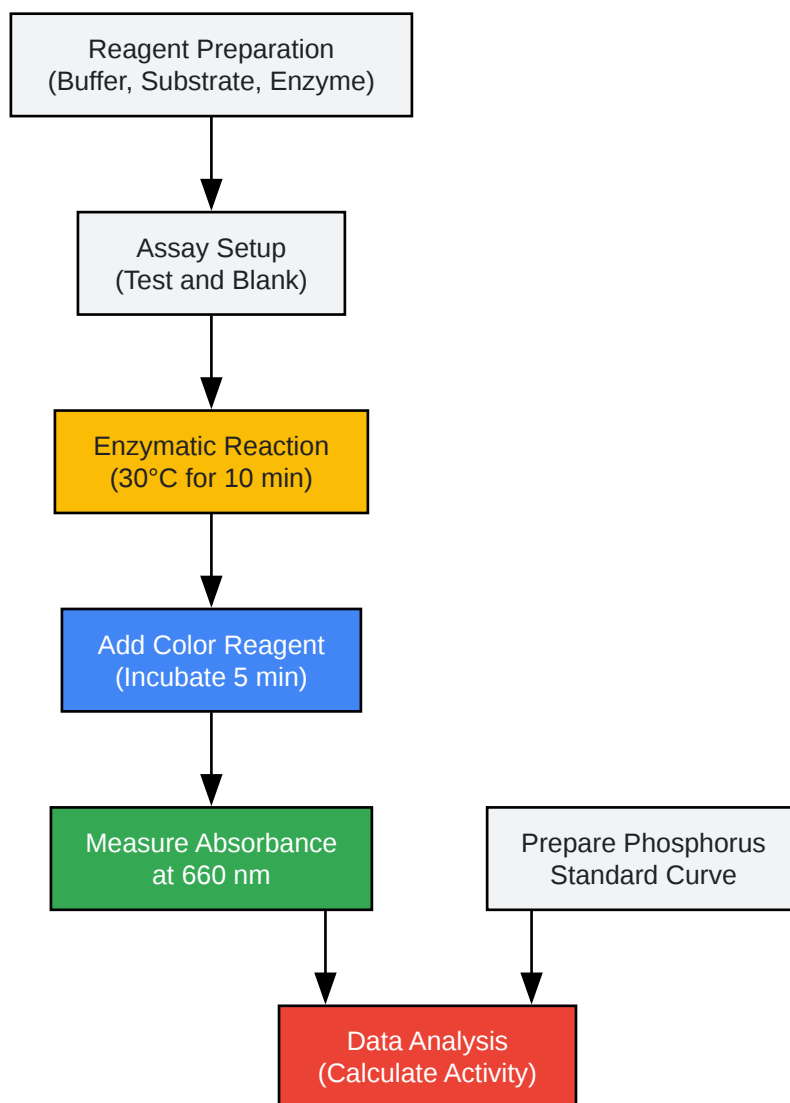 Reagent Preparation
(Buffer, Substrate, Enzyme)
Assay Setup
(Test and Blank)
Enzymatic Reaction
(30°C for 10 min)
Add Color Reagent
(Incubate 5 min)
Measure Absorbance
at 660 nm
Prepare Phosphorus
Standard Curve
Data Analysis
(Calculate Activity)